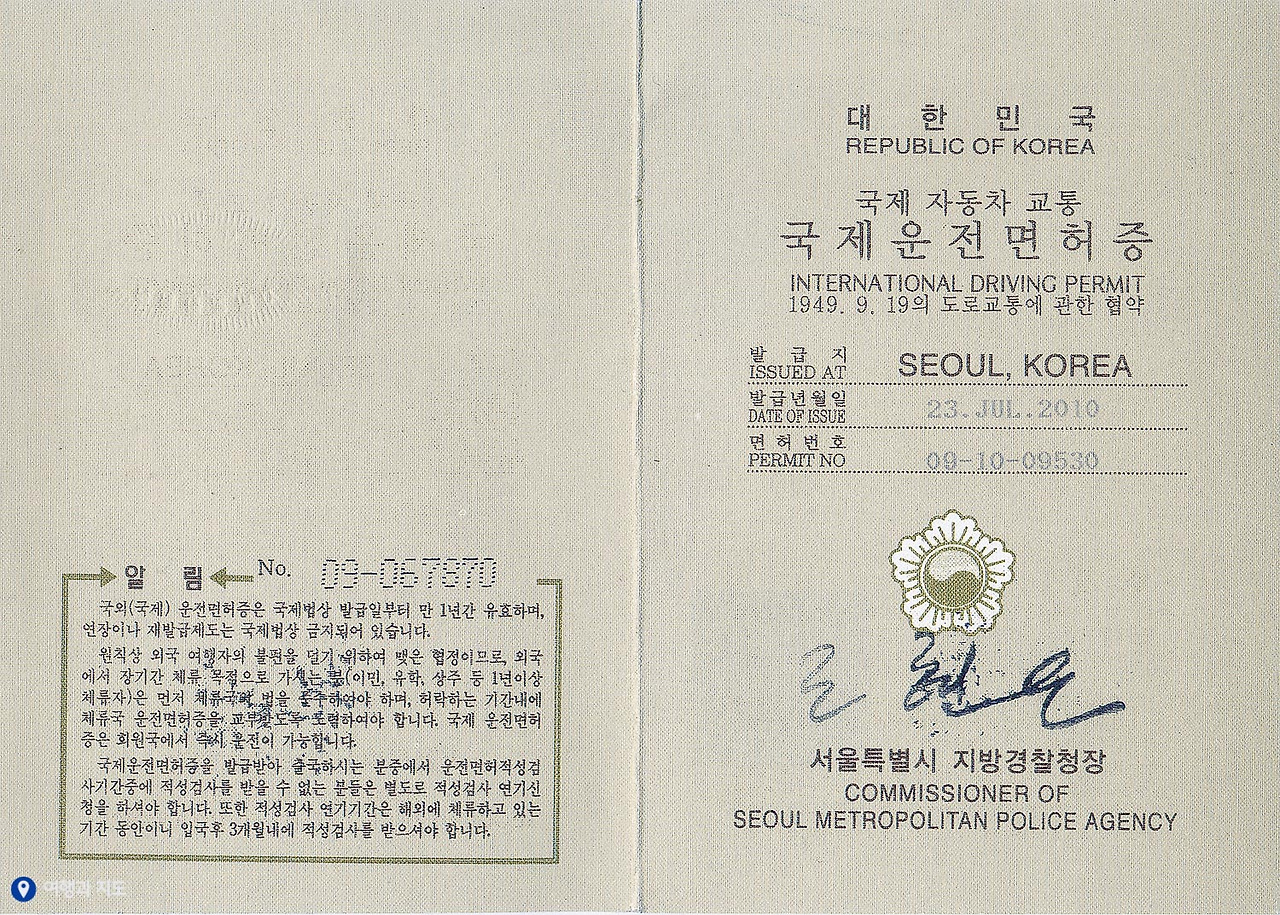 알 림 No. 09-067870
국외(국제) 운전면허증은 국제법상 발급일부터 만 1년간 유효하며,
연장이나 재발급제도는 국제법상 금지되어 있습니다.
원칙상 외국 여행자의 불편을 덜기 위하여 맺은 협정이므로, 외국
에서 장기간 체류 목적으로 가시는 분(이민, 유학, 상주 등 1년이상
체류자)은 먼저 체류국의 법을 준수하여야 하며, 허락하는 기간내에
체류국 운전면허증을 교부받도록 노력하여야 합니다. 국제 운전면허
증은 회원국에서 즉시 운전이 가능합니다.
국제운전면허증을 발급받아 출국하시는 분중에서 운전면허적성검
사기간중에 적성검사를 받을 수 없는 분들은 별도로 적성검사 연기신
청을 하셔야 합니다. 또한 적성검사 연기기간은 해외에 체류하고 있는
기간 동안이니 입국후 3개월내에 적성검사를 받으셔야 합니다.
여행과 지도
대 한 민 국
REPUBLIC OF KOREA
국제 자동차 교통
국제운전면허증
INTERNATIONAL DRIVING PERMIT
1949. 9. 19의 도로교통에 관한 협약
발 급 지
ISSUED AT SEOUL, KOREA
발급년월일
DATE OF ISSUE 23.JUL.2010
면 허 번 호
PERMIT NO 09-10-09530
서울특별시 지방경찰청장
COMMISSIONER OF
SEOUL METROPOLITAN POLICE AGENCY